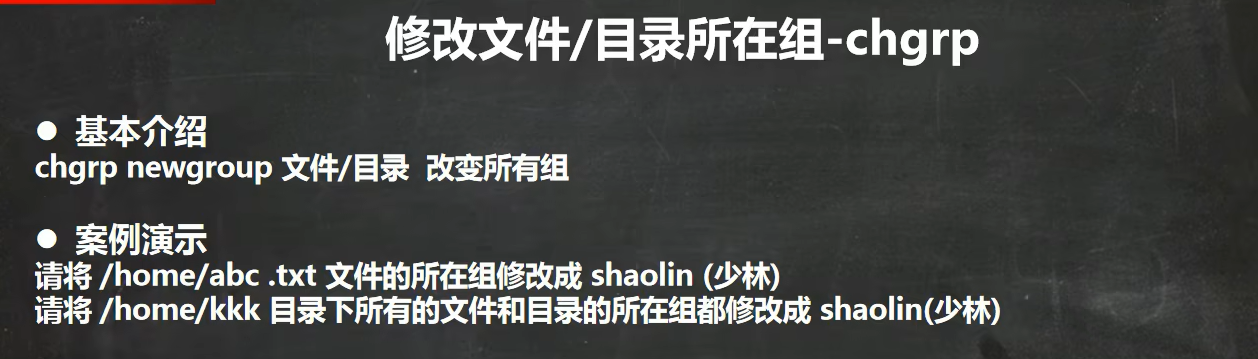 修改文件/目录所在组-chgrp
● 基本介绍
chgrp newgroup 文件/目录 改变所有组
● 案例演示
请将 /home/abc .txt 文件的所在组修改成 shaolin (少林)
请将 /home/kkk 目录下所有的文件和目录的所在组都修改成 shaolin(少林)